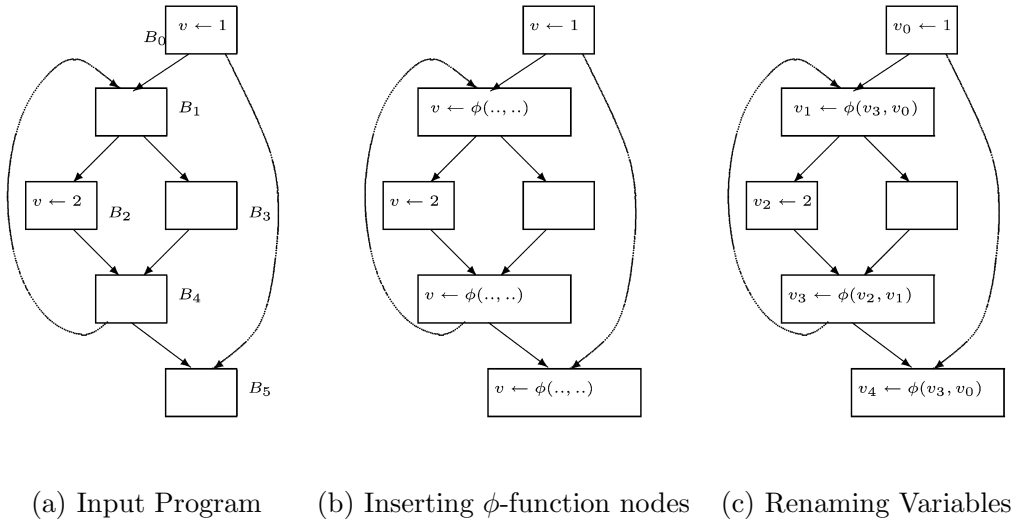 v ← 1
B₀
B₁
v ← 2
B₂
B₃
B₄
B₅
(a) Input Program
v ← 1
v ← ϕ(.., ..)
v ← 2
v ← ϕ(.., ..)
v ← ϕ(.., ..)
(b) Inserting ϕ-function nodes
v₀ ← 1
v₁ ← ϕ(v₃, v₀)
v₂ ← 2
v₃ ← ϕ(v₂, v₁)
v₄ ← ϕ(v₃, v₀)
(c) Renaming Variables